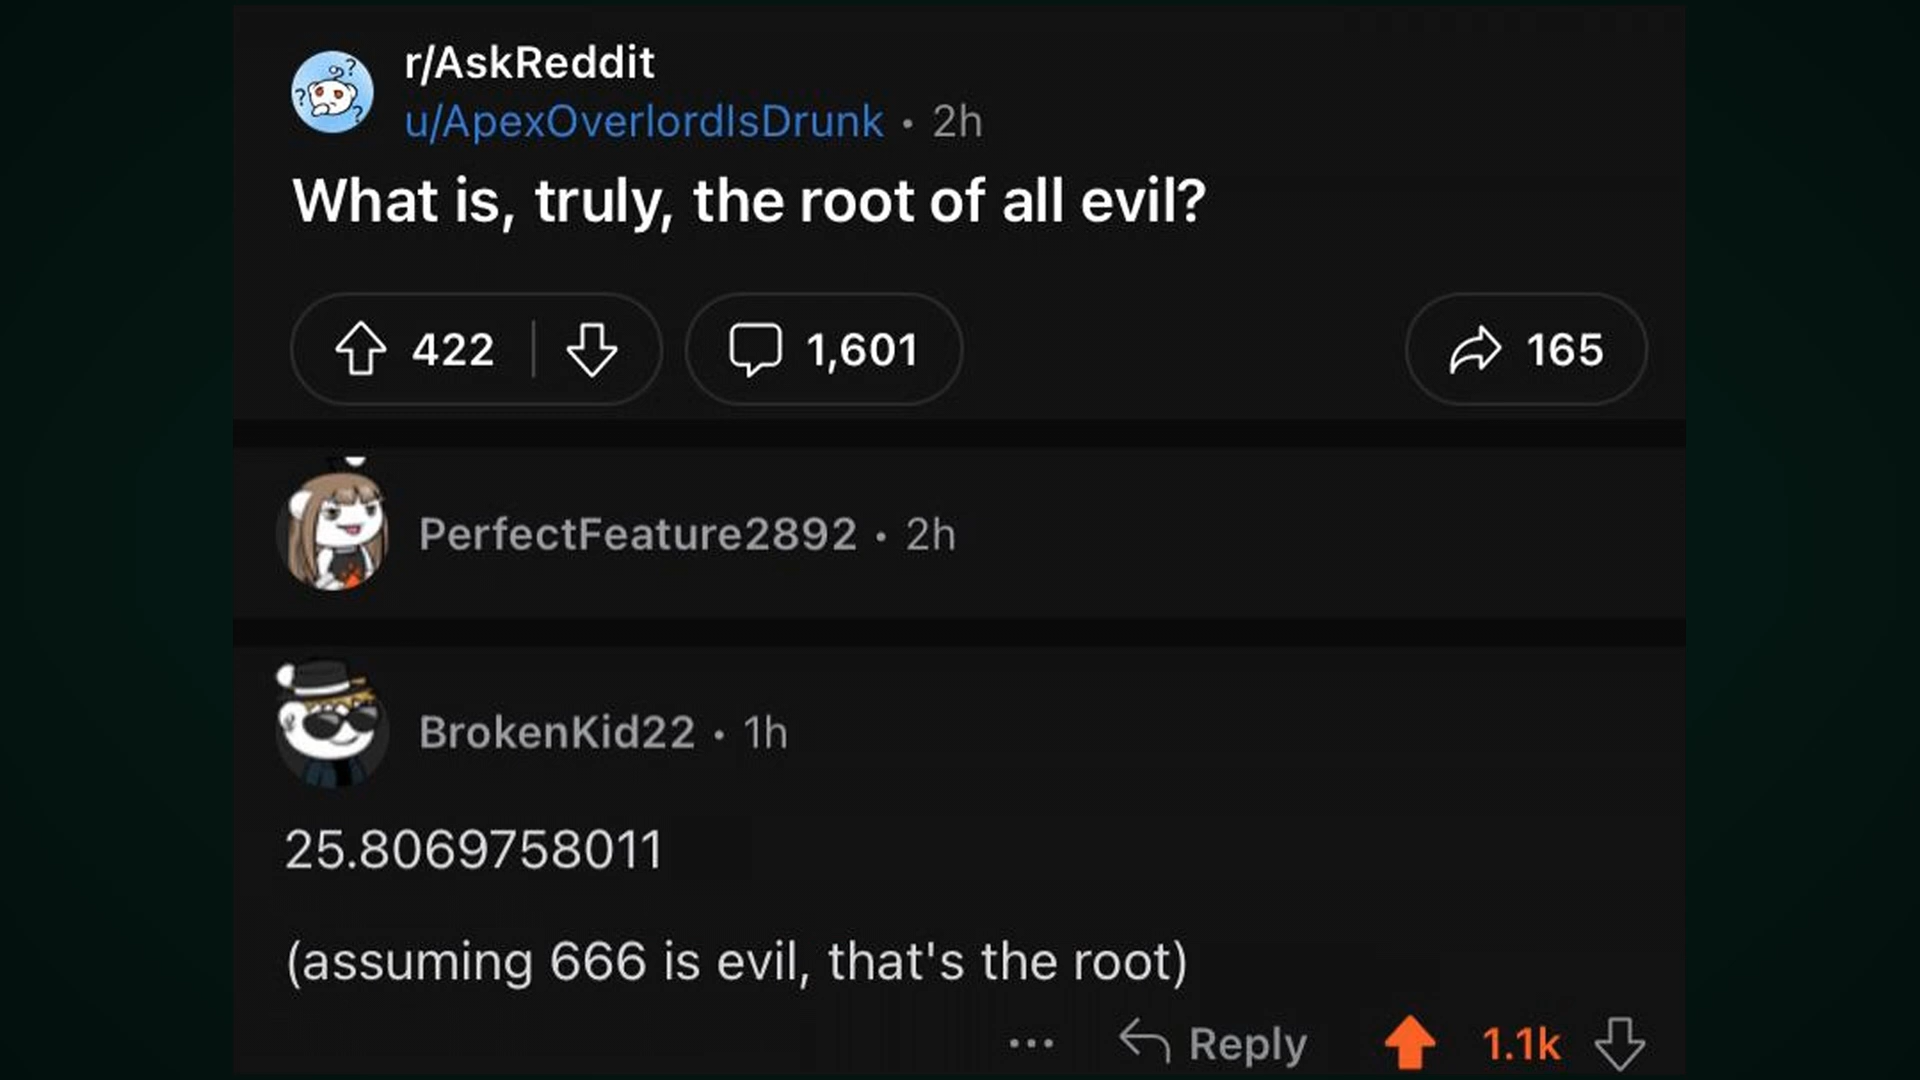 r/AskReddit
u/ApexOverlordIsDrunk • 2h
What is, truly, the root of all evil?
422 1,601 165
PerfectFeature2892 • 2h
BrokenKid22 • 1h
25.8069758011
(assuming 666 is evil, that's the root)
... Reply 1.1k